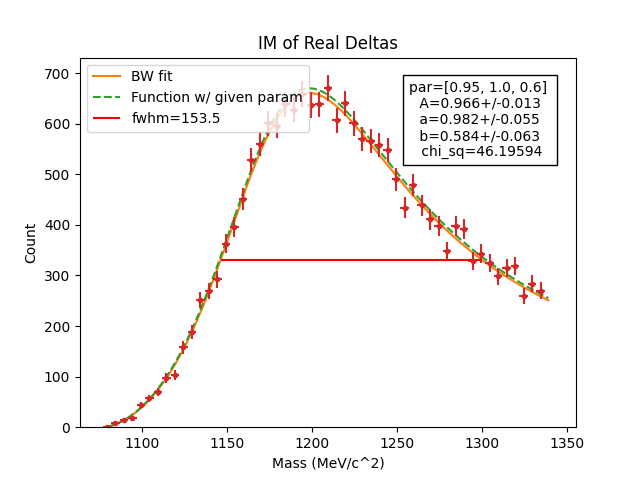 IM of Real Deltas
BW fit
Function w/ given param
fwhm=153.5
par=[0.95, 1.0, 0.6]
A=0.966+/-0.013
a=0.982+/-0.055
b=0.584+/-0.063
chi_sq=46.19594
Count
700
600
500
400
300
200
100
0
1100
1150
1200
1250
1300
1350
Mass (MeV/c^2)